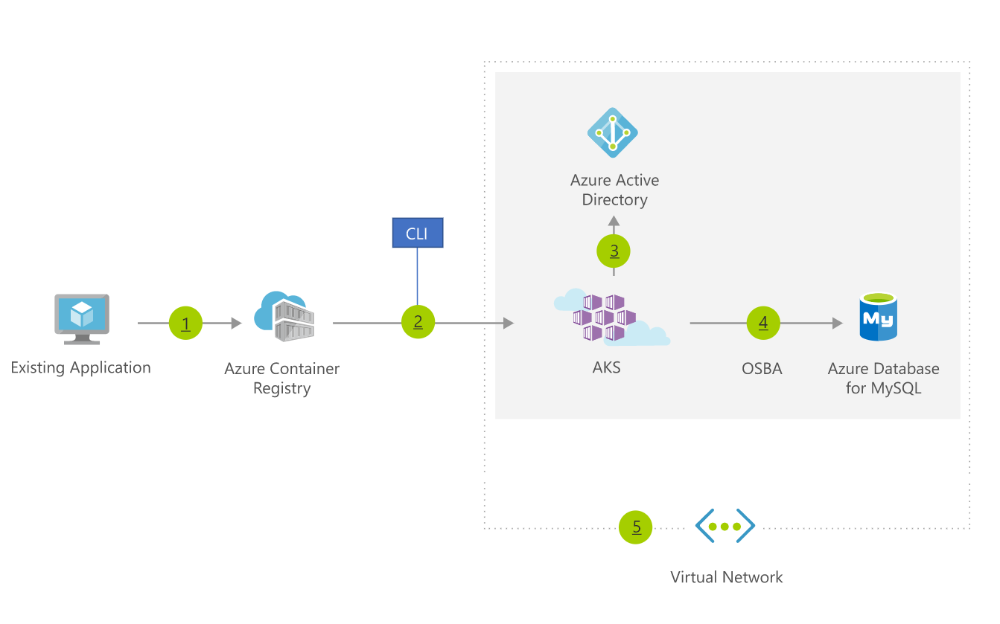 Azure Active
Directory
CLI
3
1
2
4
My
Existing Application
Azure Container
Registry
AKS
OSBA
Azure Database
for MySQL
5
Virtual Network